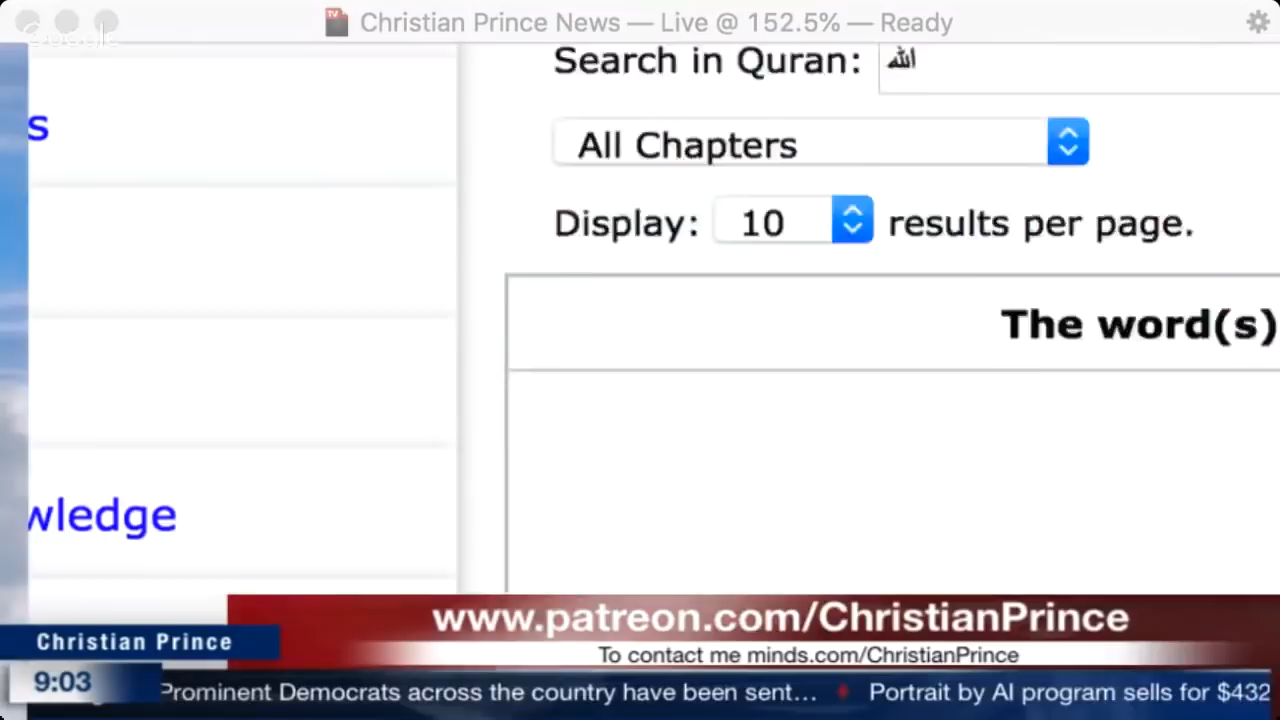 Christian Prince News — Live @ 152.5% — Ready
Google
Search in Quran: الله
s
All Chapters
Display: 10 results per page.
The word(s)
wledge
www.patreon.com/ChristianPrince
Christian Prince
To contact me minds.com/ChristianPrince
9:03 Prominent Democrats across the country have been sent... ♦ Portrait by AI program sells for $432